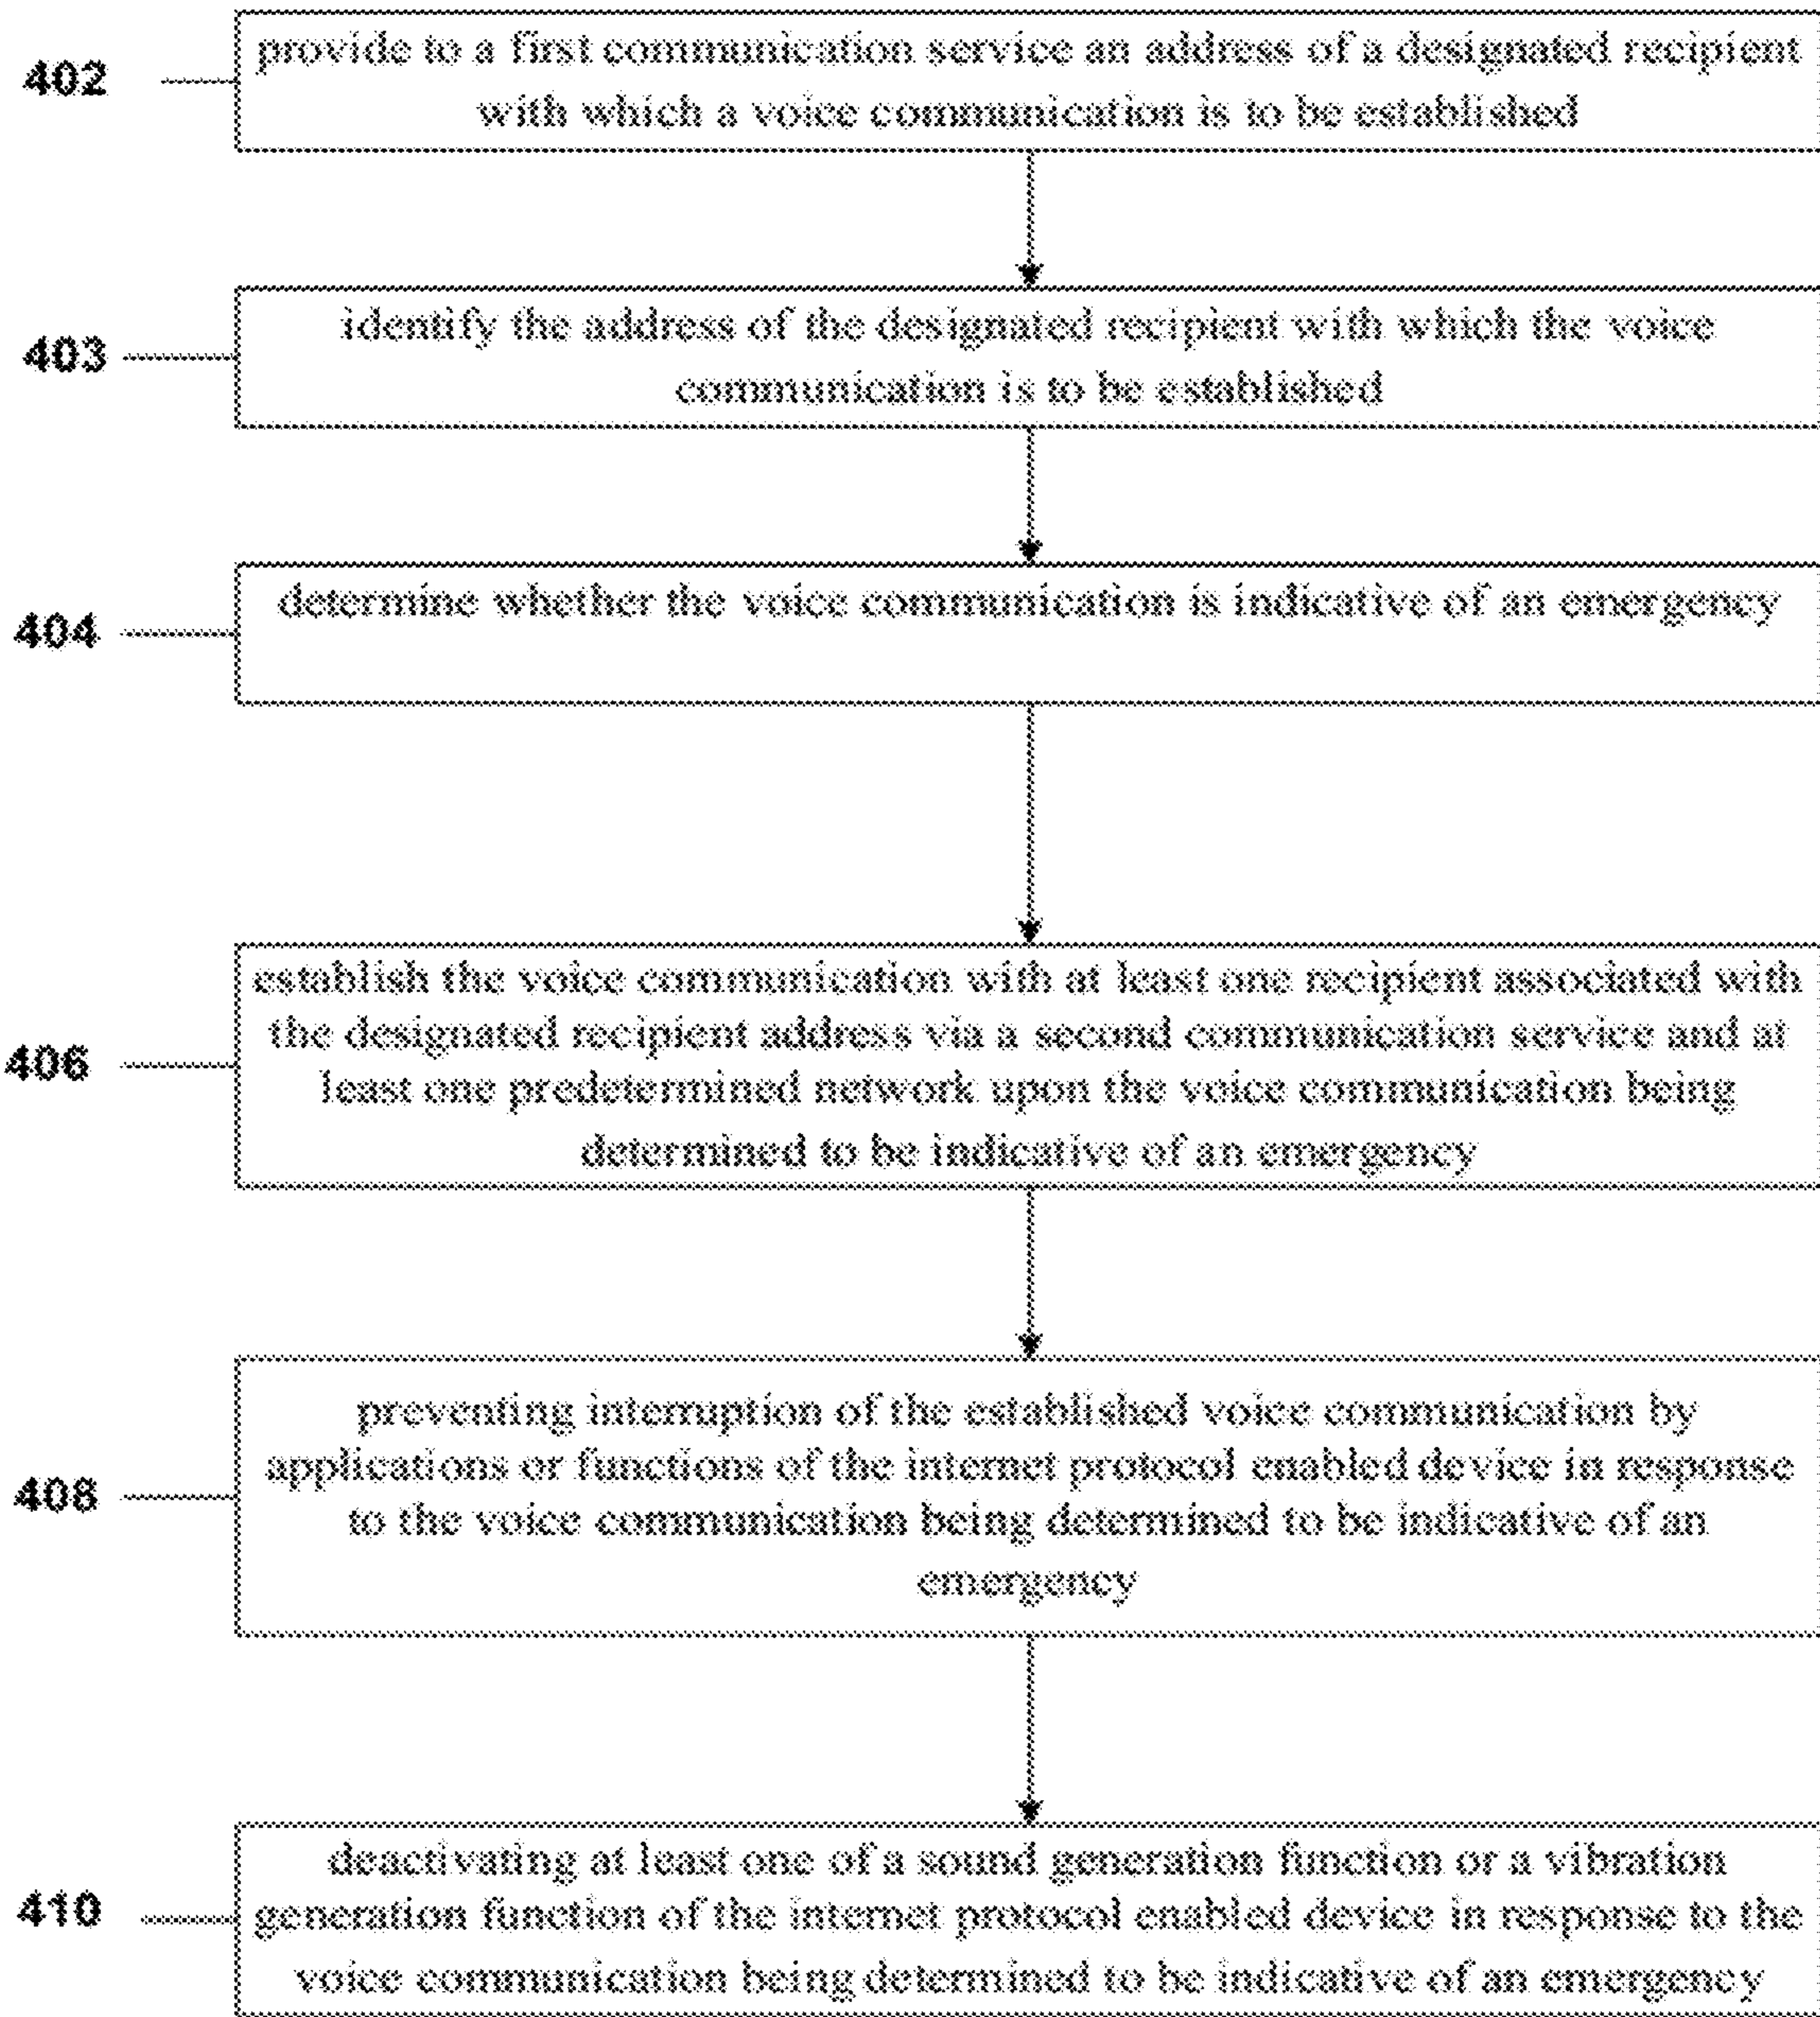 402
provide to a first communication service an address of a designated recipient
with which a voice communication is to be established
403
identify the address of the designated recipient with which the voice
communication is to be established
404
determine whether the voice communication is indicative of an emergency
406
establish the voice communication with at least one recipient associated with
the designated recipient address via a second communication service and at
least one predetermined network upon the voice communication being
determined to be indicative of an emergency
408
preventing interruption of the established voice communication by
applications or functions of the internet protocol enabled device in response
to the voice communication being determined to be indicative of an
emergency
410
deactivating at least one of a sound generation function or a vibration
generation function of the internet protocol enabled device in response to the
voice communication being determined to be indicative of an emergency